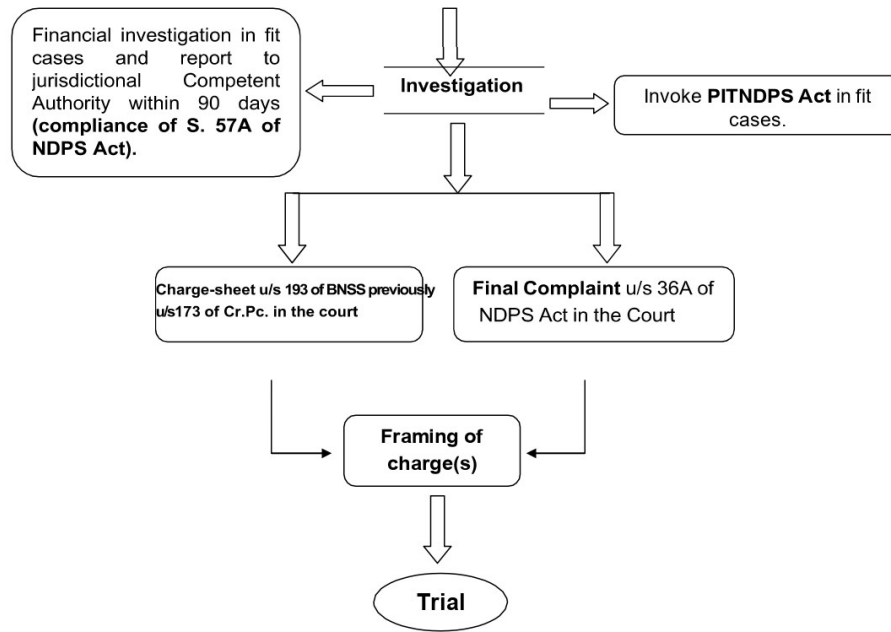 Financial investigation in fit
cases and report to
jurisdictional Competent
Authority within 90 days
(compliance of S. 57A of
NDPS Act).
Investigation
Invoke PITNDPS Act in fit
cases.
Charge-sheet u/s 193 of BNSS previously
u/s173 of Cr.Pc. in the court
Final Complaint u/s 36A of
NDPS Act in the Court
Framing of
charge(s)
Trial